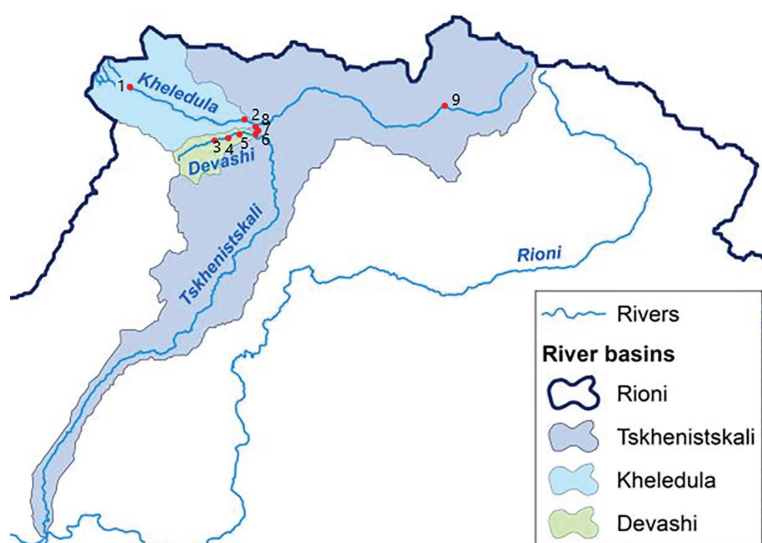 1
Kheledula
2
8
7
6
9
3
4
5
Devashi
Tskhenistskali
Rioni
Rivers
River basins
Rioni
Tskhenistskali
Kheledula
Devashi